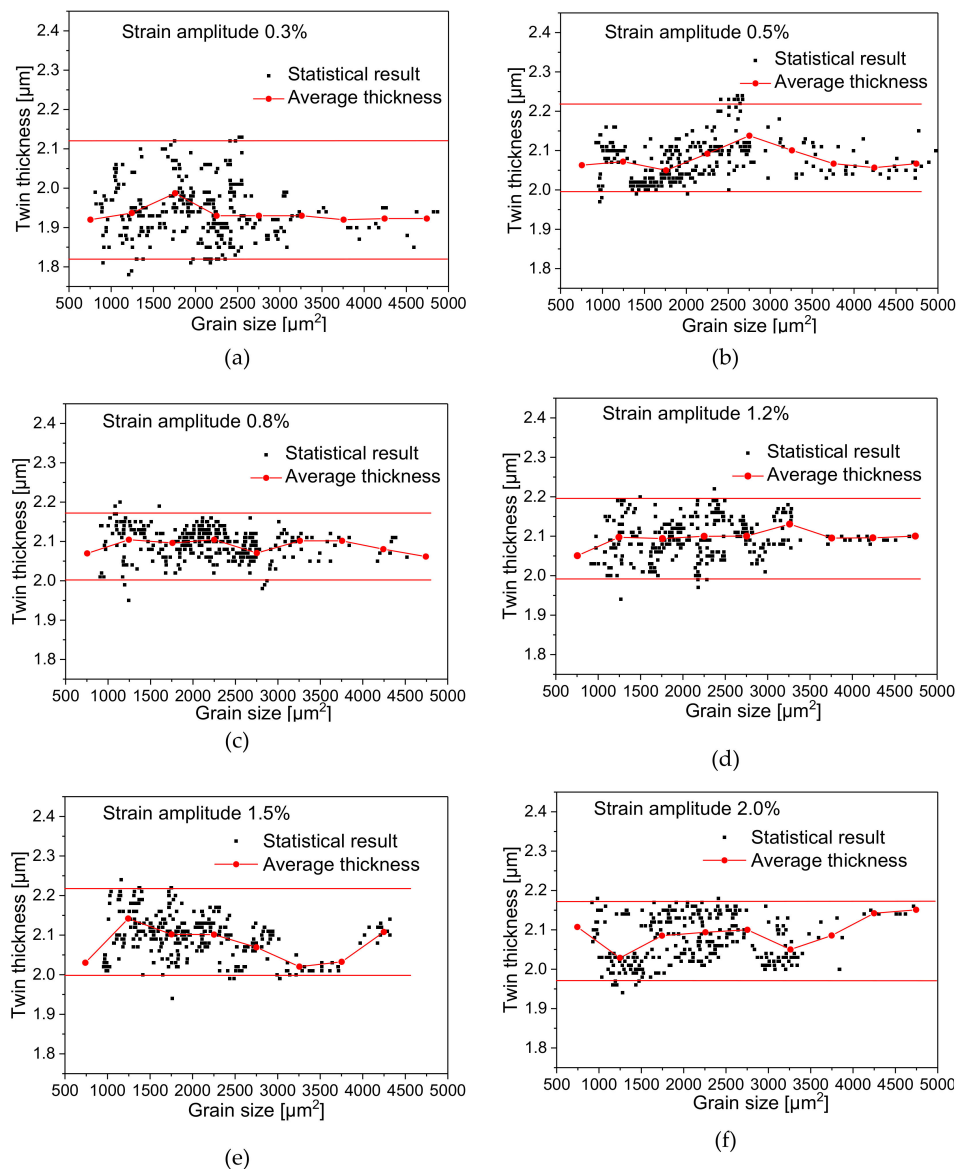 Strain amplitude 0.3%
Statistical result
Average thickness
Twin thickness [µm]
2.4
2.3
2.2
2.1
2.0
1.9
1.8
500 1000 1500 2000 2500 3000 3500 4000 4500 5000
Grain size [µm²]
(a)
Strain amplitude 0.5%
Statistical result
Average thickness
Twin thickness [µm]
2.4
2.3
2.2
2.1
2.0
1.9
1.8
500 1000 1500 2000 2500 3000 3500 4000 4500 5000
Grain size [µm²]
(b)
Strain amplitude 0.8%
Statistical result
Average thickness
Twin thickness [µm]
2.4
2.3
2.2
2.1
2.0
1.9
1.8
500 1000 1500 2000 2500 3000 3500 4000 4500 5000
Grain size [µm²]
(c)
Strain amplitude 1.2%
Statistical result
Average thickness
Twin thickness [µm]
2.4
2.3
2.2
2.1
2.0
1.9
1.8
500 1000 1500 2000 2500 3000 3500 4000 4500 5000
Grain size [µm²]
(d)
Strain amplitude 1.5%
Statistical result
Average thickness
Twin thickness [µm]
2.4
2.3
2.2
2.1
2.0
1.9
1.8
500 1000 1500 2000 2500 3000 3500 4000 4500 5000
Grain size [µm²]
(e)
Strain amplitude 2.0%
Statistical result
Average thickness
Twin thickness [µm]
2.4
2.3
2.2
2.1
2.0
1.9
1.8
500 1000 1500 2000 2500 3000 3500 4000 4500 5000
Grain size [µm²]
(f)